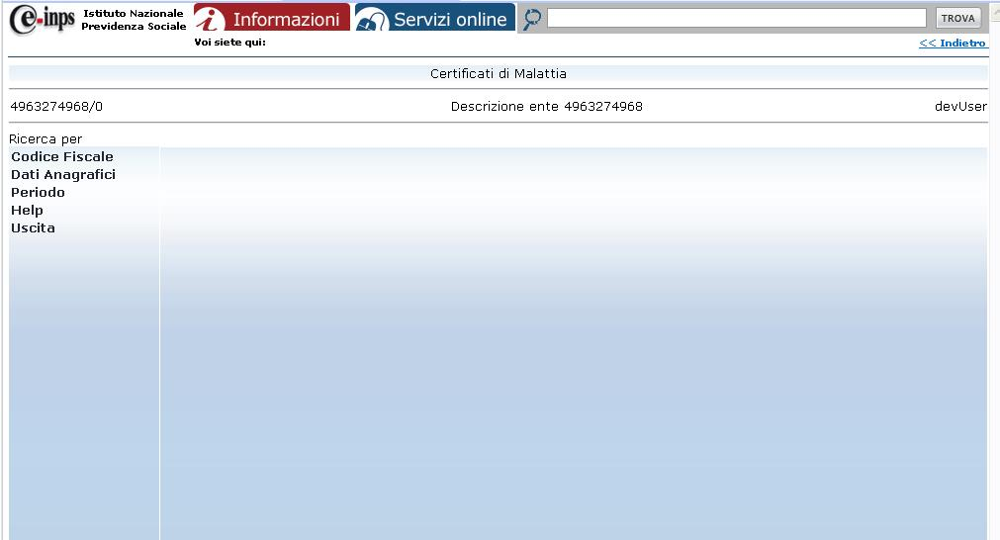 e-inps Istituto Nazionale Previdenza Sociale Informazioni Servizi online TROVA
Voi siete qui: << Indietro
Certificati di Malattia
4963274968/0 Descrizione ente 4963274968 devUser
Ricerca per
Codice Fiscale
Dati Anagrafici
Periodo
Help
Uscita